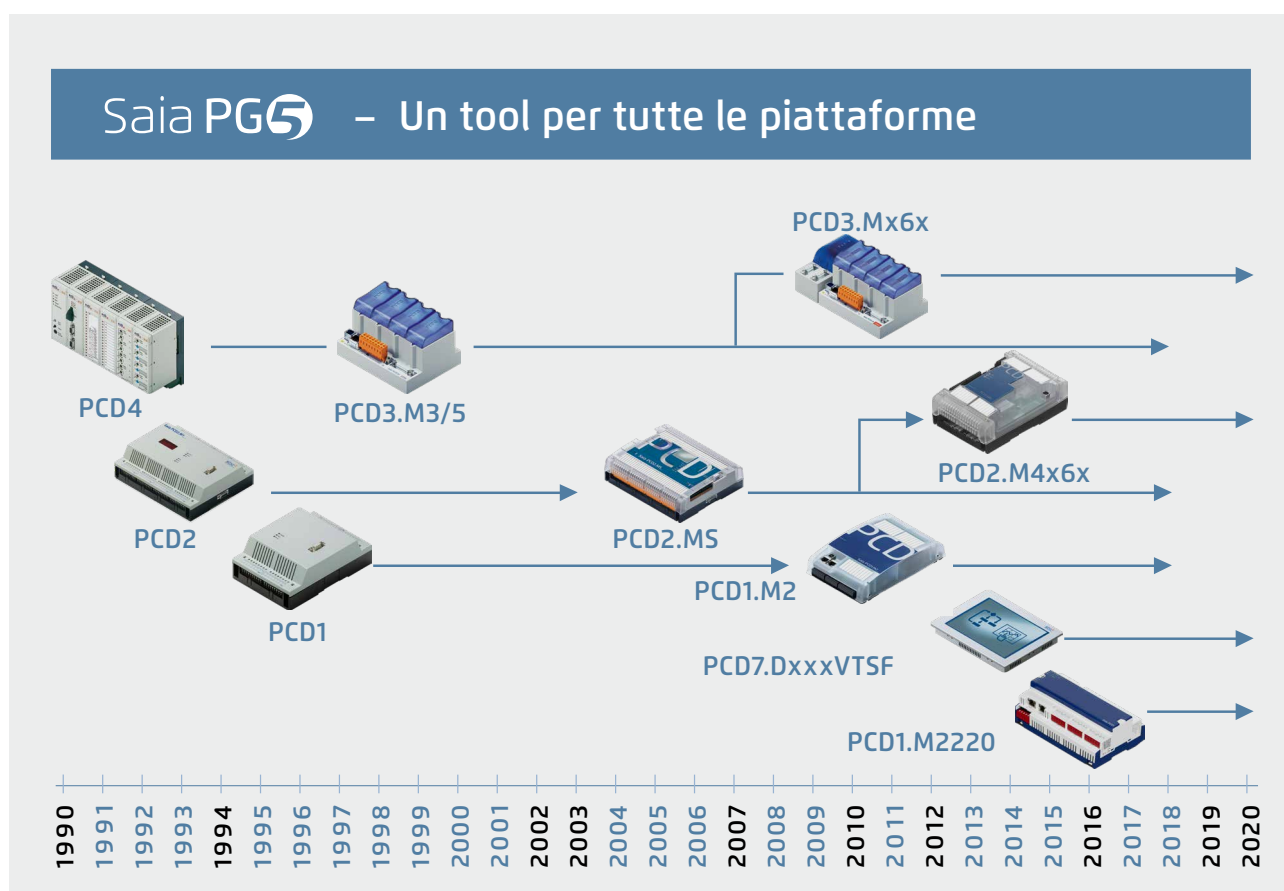 Saia PG5 – Un tool per tutte le piattaforme
PCD3.Mx6x
PCD4
PCD3.M3/5
PCD2.M4x6x
PCD2
PCD2.MS
PCD1.M2
PCD1
PCD7.DxxxVTSF
PCD1.M2220
1990
1991
1992
1993
1994
1995
1996
1997
1998
1999
2000
2001
2002
2003
2004
2005
2006
2007
2008
2009
2010
2011
2012
2013
2014
2015
2016
2017
2018
2019
2020